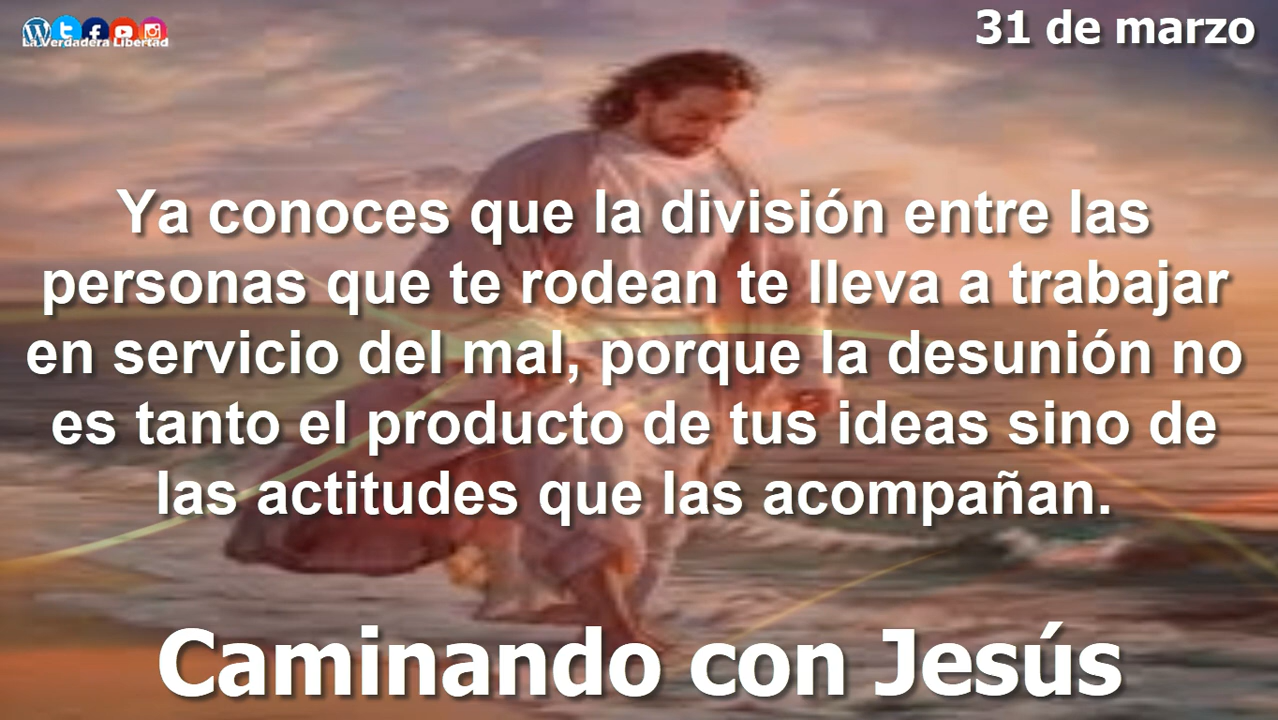 La Verdadera Libertad
31 de marzo
Ya conoces que la división entre las
personas que te rodean te lleva a trabajar
en servicio del mal, porque la desunión no
es tanto el producto de tus ideas sino de
las actitudes que las acompañan.
Caminando con Jesús